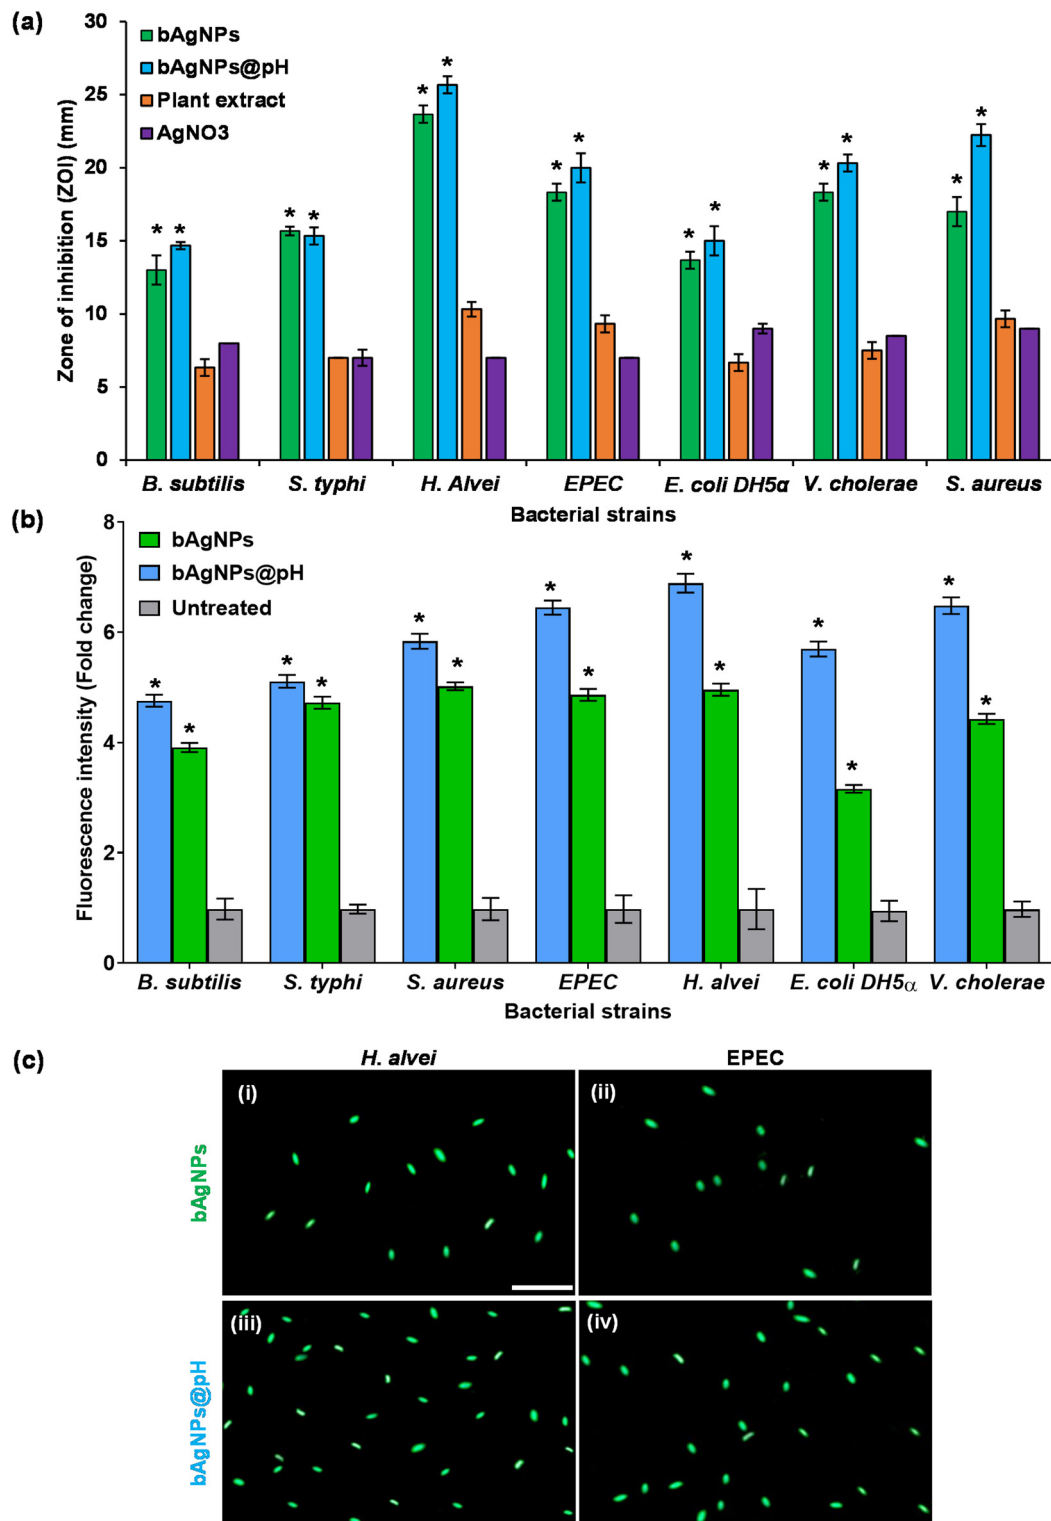 (a)
30
25
20
15
10
5
0
Zone of inhibition (ZOI) (mm)
bAgNPs
bAgNPs@pH
Plant extract
AgNO3
* * * * * * * * * * * * * *
B. subtilis S. typhi H. Alvei EPEC E. coli DH5α V. cholerae S. aureus
Bacterial strains
(b)
8
6
4
2
0
Fluorescence intensity (Fold change)
bAgNPs
bAgNPs@pH
Untreated
* * * * * * * * * * * * * *
B. subtilis S. typhi S. aureus EPEC H. alvei E. coli DH5α V. cholerae
Bacterial strains
(c)
H. alvei EPEC
bAgNPs
(i) (ii)
bAgNPs@pH
(iii) (iv)